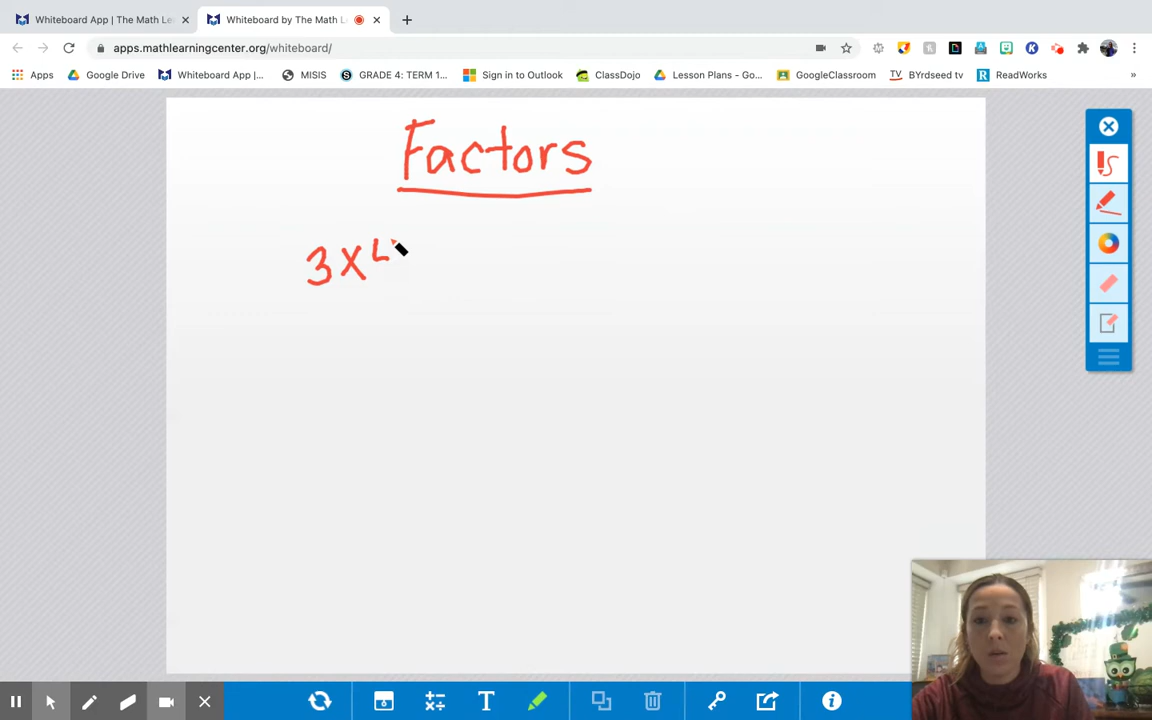 Whiteboard App | The Math Le
Whiteboard by The Math L
apps.mathlearningcenter.org/whiteboard/
Apps
Google Drive
Whiteboard App |...
MISIS
GRADE 4: TERM 1...
Sign in to Outlook
ClassDojo
Lesson Plans - Go...
GoogleClassroom
BYrdseed tv
ReadWorks
»
Factors
3 X 4